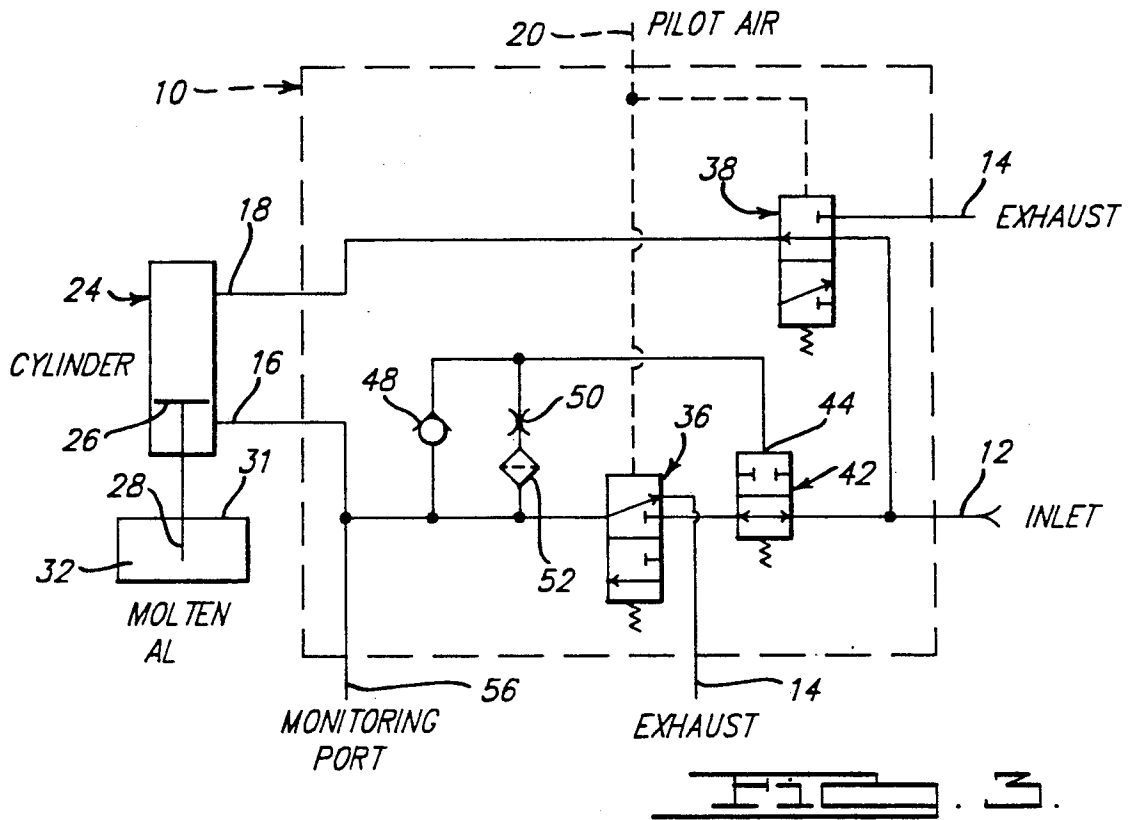 20
PILOT AIR
10
38
14
EXHAUST
18
24
CYLINDER
16
48
50
36
44
26
42
12
31
28
INLET
32
52
MOLTEN
AL
56
14
MONITORING
PORT
EXHAUST
FIG. 3.